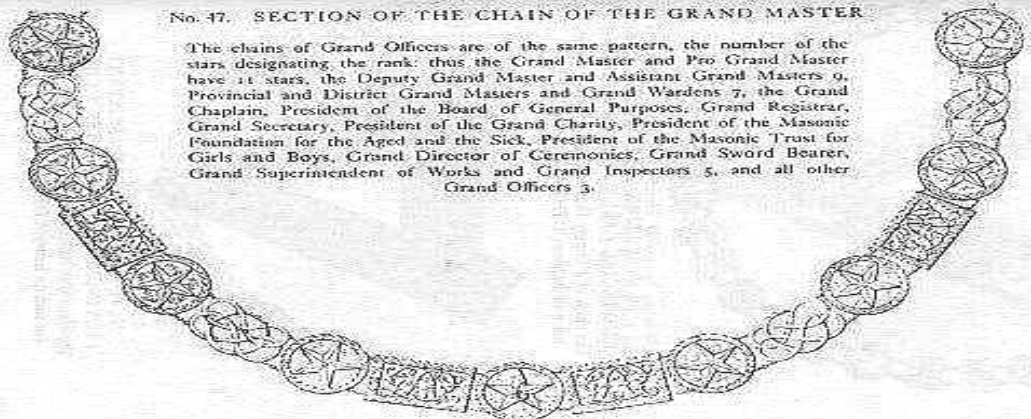 No. 47. SECTION OF THE CHAIN OF THE GRAND MASTER
The chains of Grand Officers are of the same pattern, the number of the
stars designating the rank: thus the Grand Master and Pro Grand Master
have 11 stars, the Deputy Grand Master and Assistant Grand Masters 9,
Provincial and District Grand Masters and Grand Wardens 7, the Grand
Chaplain, President of the Board of General Purposes, Grand Registrar,
Grand Secretary, President of the Grand Charity, President of the Masonic
Foundation for the Aged and the Sick, President of the Masonic Trust for
Girls and Boys, Grand Director of Ceremonies, Grand Sword Bearer,
Grand Superintendent of Works and Grand Inspectors 5, and all other
Grand Officers 3.